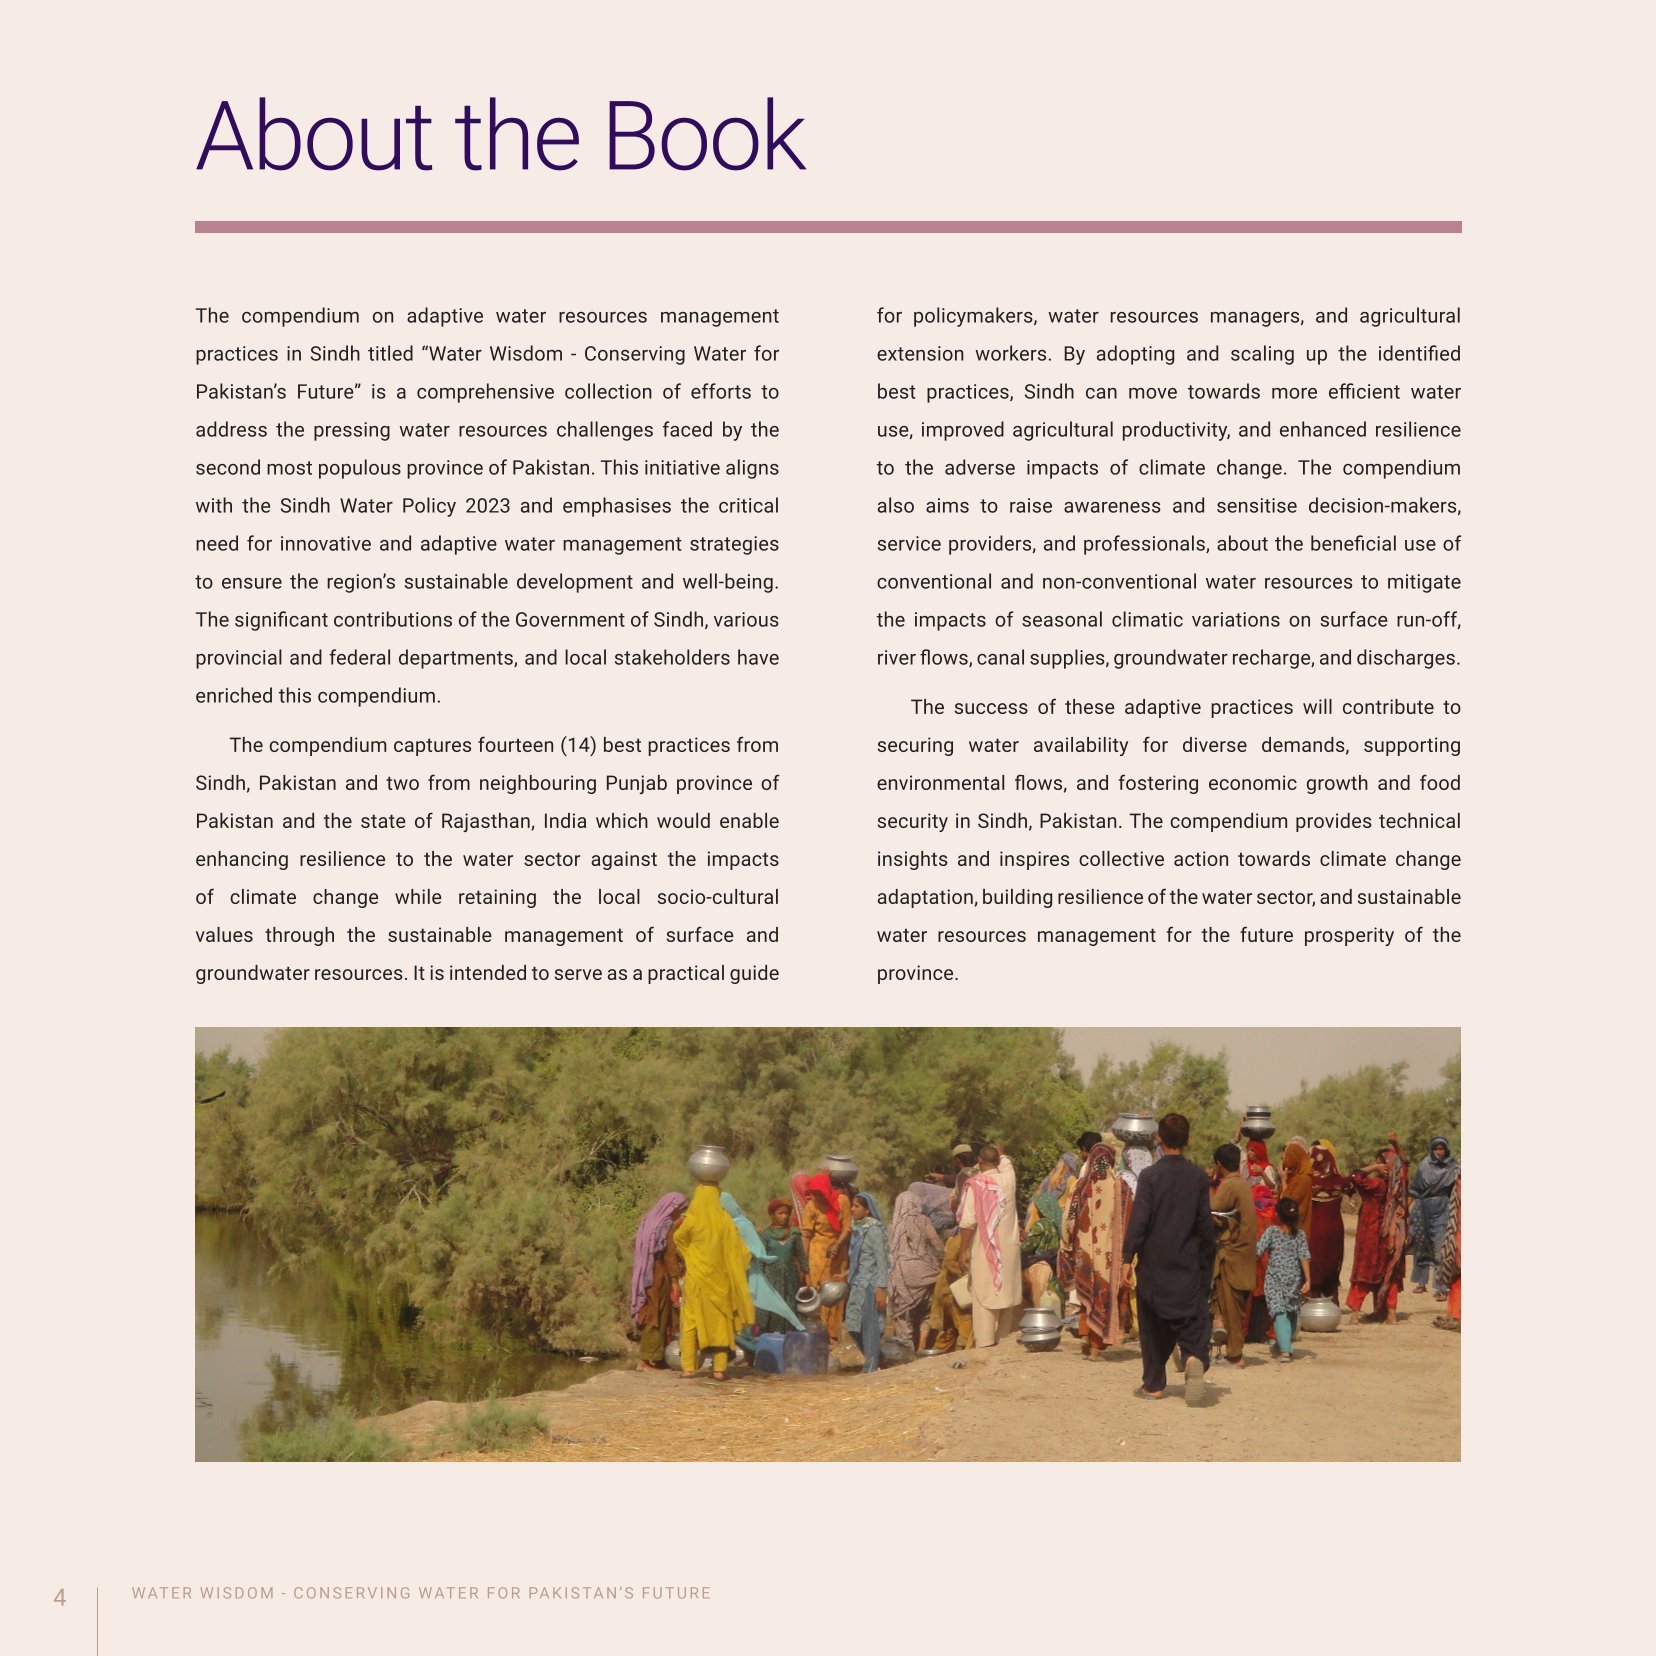 About the Book
The compendium on adaptive water resources management
practices in Sindh titled “Water Wisdom - Conserving Water for
Pakistan’s Future” is a comprehensive collection of efforts to
address the pressing water resources challenges faced by the
second most populous province of Pakistan. This initiative aligns
with the Sindh Water Policy 2023 and emphasises the critical
need for innovative and adaptive water management strategies
to ensure the region’s sustainable development and well-being.
The significant contributions of the Government of Sindh, various
provincial and federal departments, and local stakeholders have
enriched this compendium.
The compendium captures fourteen (14) best practices from
Sindh, Pakistan and two from neighbouring Punjab province of
Pakistan and the state of Rajasthan, India which would enable
enhancing resilience to the water sector against the impacts
of climate change while retaining the local socio-cultural
values through the sustainable management of surface and
groundwater resources. It is intended to serve as a practical guide
for policymakers, water resources managers, and agricultural
extension workers. By adopting and scaling up the identified
best practices, Sindh can move towards more efficient water
use, improved agricultural productivity, and enhanced resilience
to the adverse impacts of climate change. The compendium
also aims to raise awareness and sensitise decision-makers,
service providers, and professionals, about the beneficial use of
conventional and non-conventional water resources to mitigate
the impacts of seasonal climatic variations on surface run-off,
river flows, canal supplies, groundwater recharge, and discharges.
The success of these adaptive practices will contribute to
securing water availability for diverse demands, supporting
environmental flows, and fostering economic growth and food
security in Sindh, Pakistan. The compendium provides technical
insights and inspires collective action towards climate change
adaptation, building resilience of the water sector, and sustainable
water resources management for the future prosperity of the
province.
4
WATER WISDOM - CONSERVING WATER FOR PAKISTAN’S FUTURE